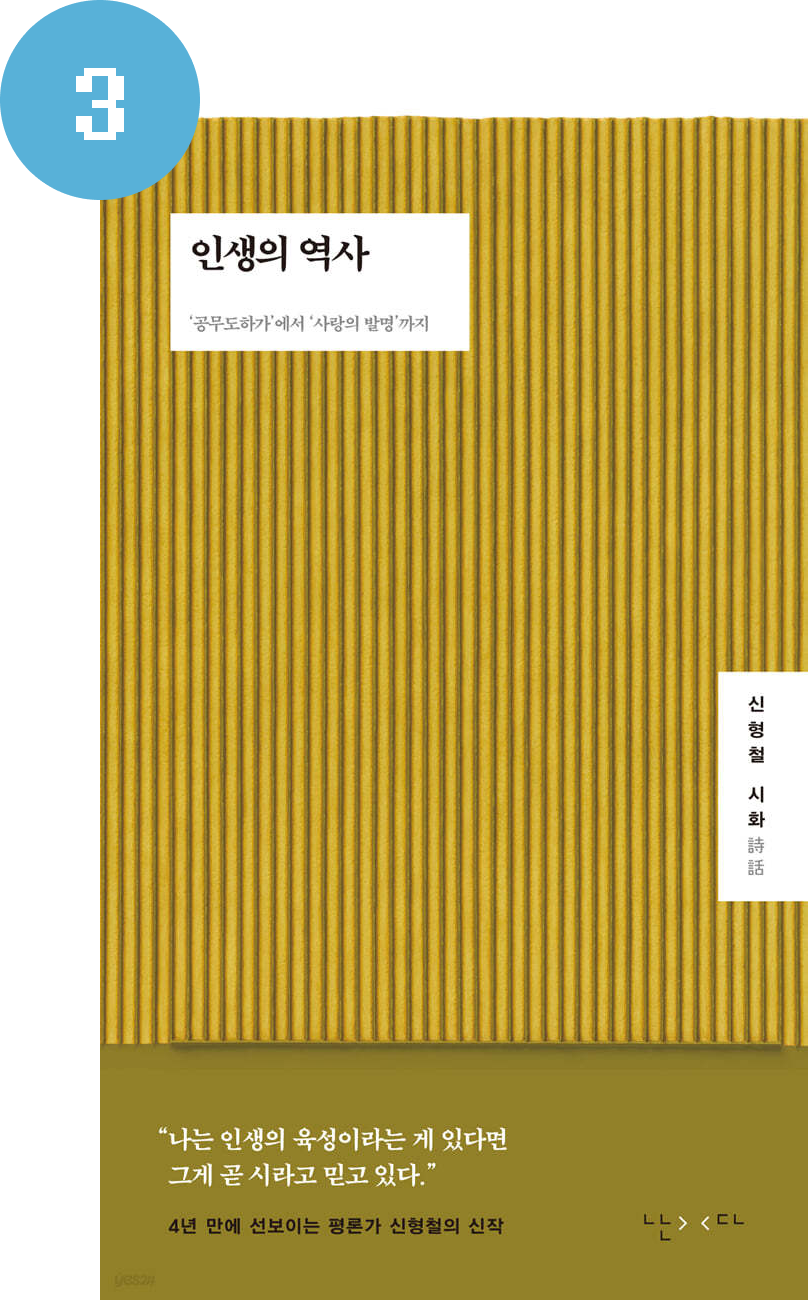 3
인생의 역사
‘공무도하가’에서 ‘사랑의 발명’까지
신형철 시화
詩話
“나는 인생의 육성이라는 게 있다면
그게 곧 시라고 믿고 있다.”
4년 만에 선보이는 평론가 신형철의 신작
yes24